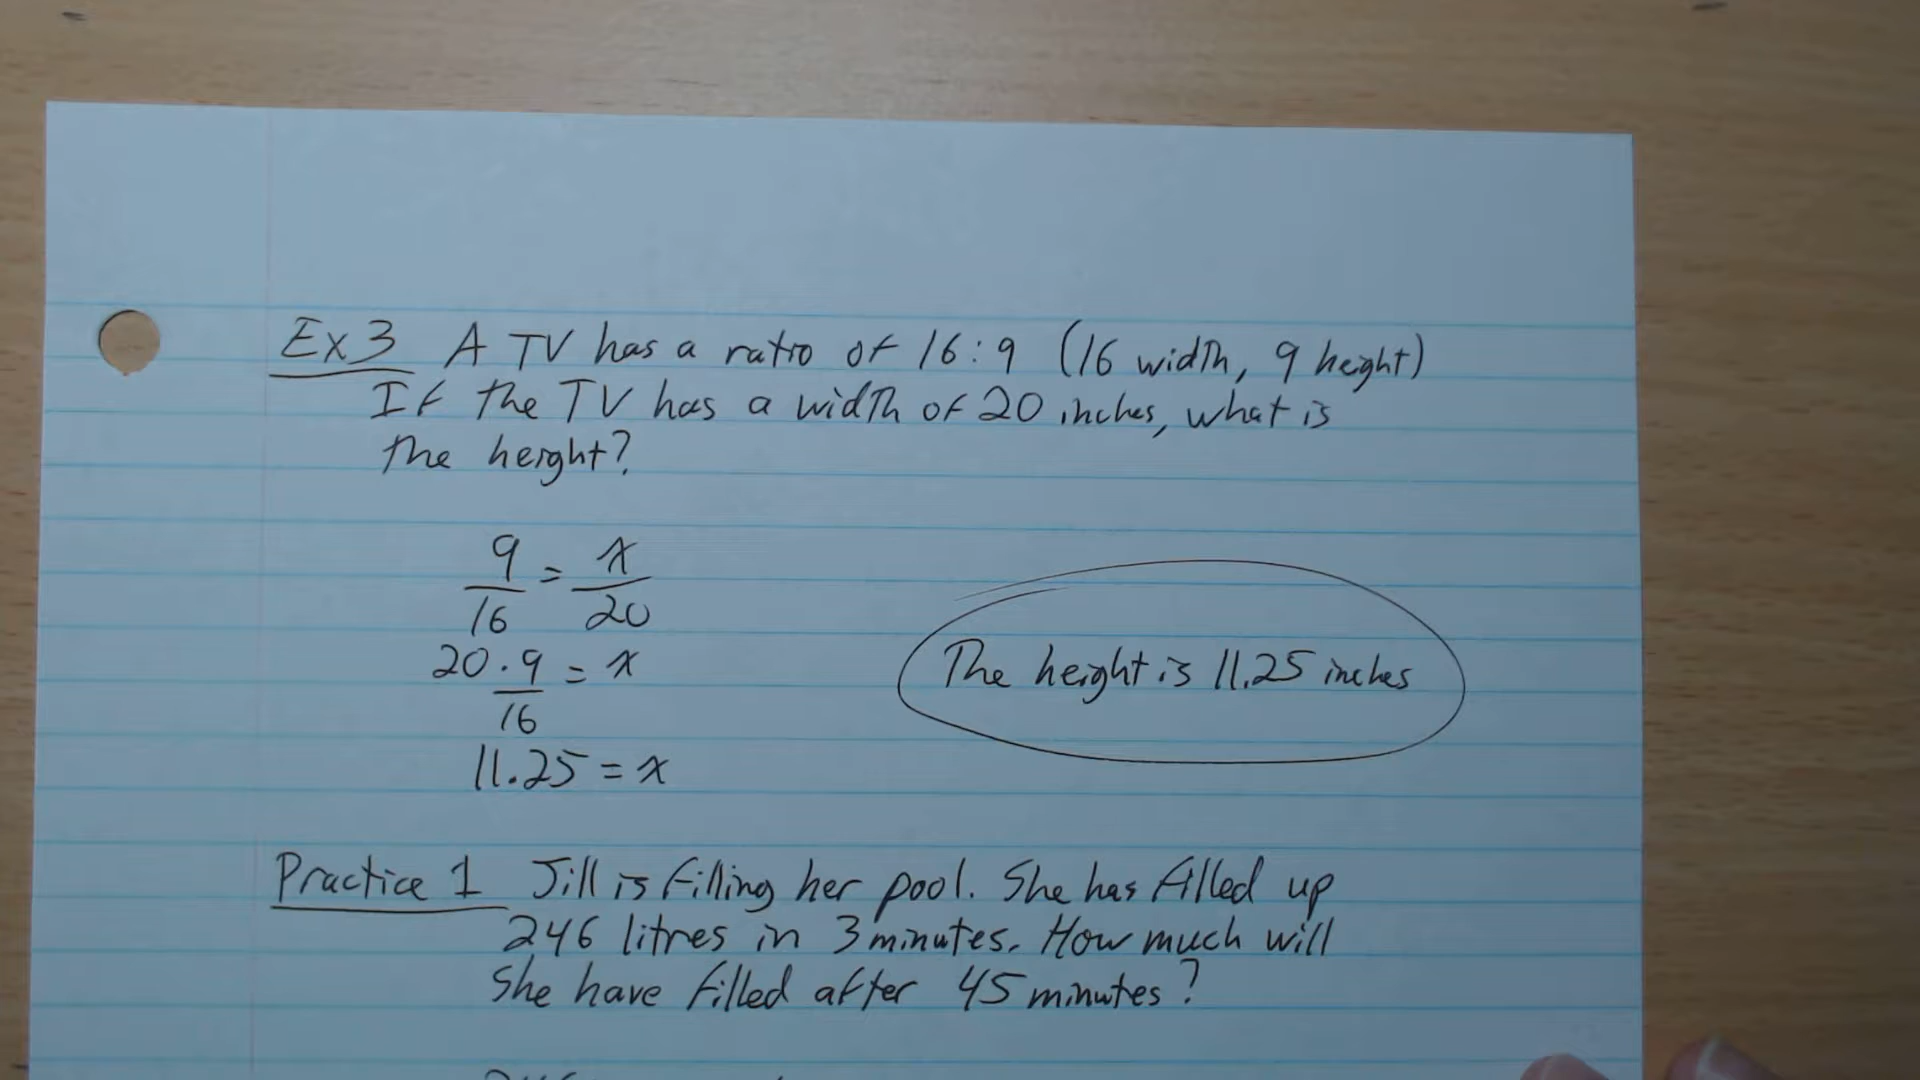 Ex 3 A TV has a ratio of 16:9 (16 width, 9 height)
If the TV has a width of 20 inches, what is
the height?
9/16 = x/20
20·9/16 = x
11.25 = x
The height is 11.25 inches
Practice 1 Jill is filling her pool. She has filled up
246 litres in 3 minutes. How much will
she have filled after 45 minutes?